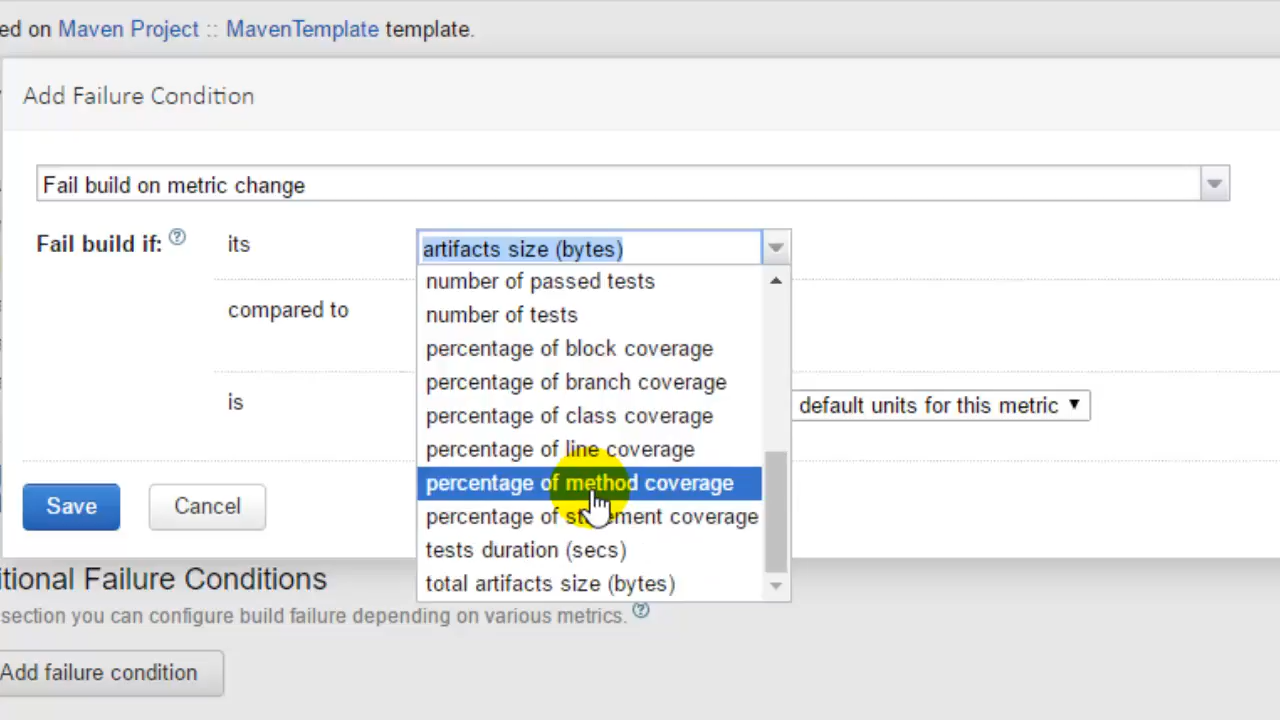 ed on Maven Project :: MavenTemplate template.
Add Failure Condition
Fail build on metric change
Fail build if: ? its
artifacts size (bytes)
number of passed tests
compared to
number of tests
percentage of block coverage
percentage of branch coverage
is
default units for this metric
percentage of class coverage
percentage of line coverage
percentage of method coverage
Save
Cancel
percentage of statement coverage
tests duration (secs)
total artifacts size (bytes)
itional Failure Conditions
section you can configure build failure depending on various metrics. ?
Add failure condition